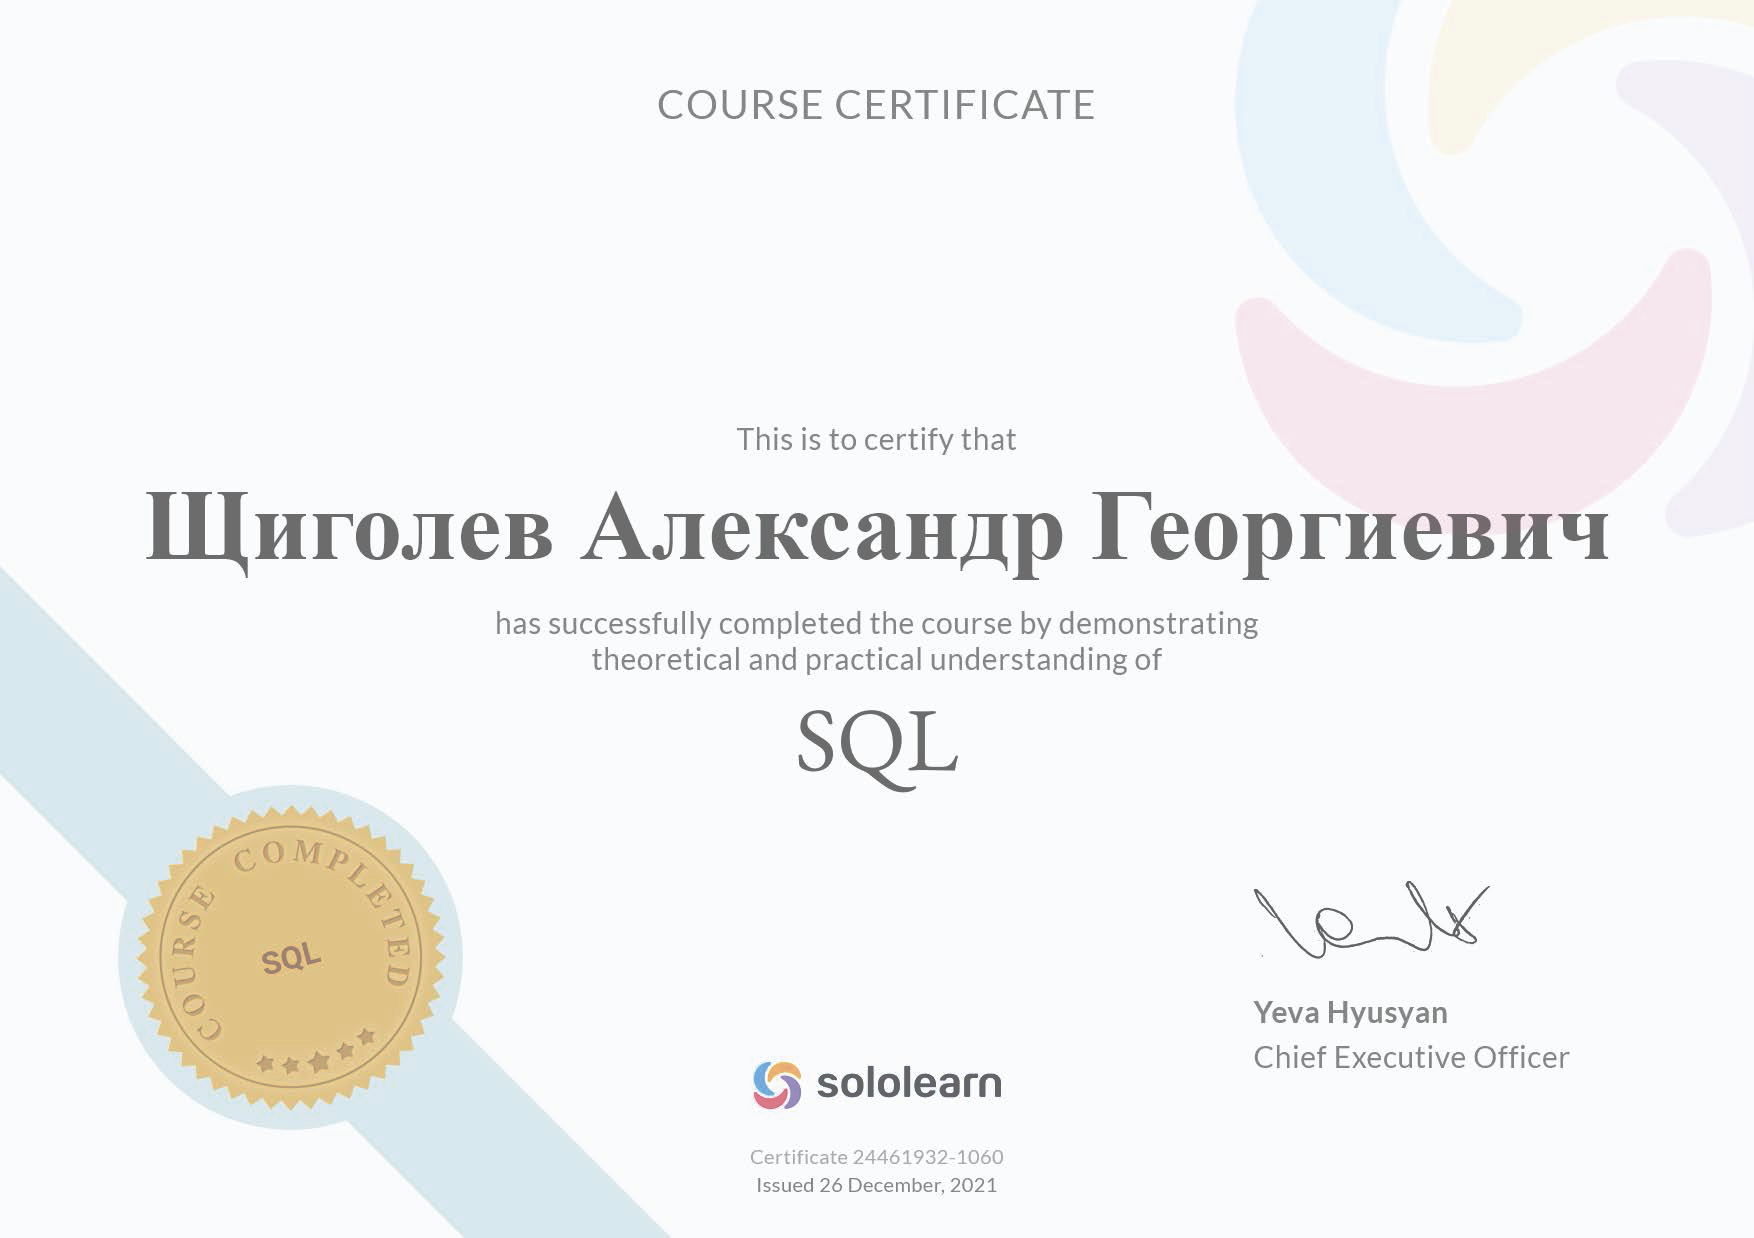 COURSE CERTIFICATE
This is to certify that
Щиголев Александр Георгиевич
has successfully completed the course by demonstrating
theoretical and practical understanding of
SQL
COURSE COMPLETED
SQL
Yeva Hyusyan
Chief Executive Officer
sololearn
Certificate 24461932-1060
Issued 26 December, 2021